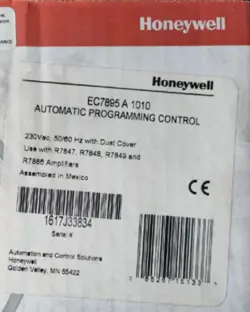 Honeywell
Honeywell
EC7895 A 1010
AUTOMATIC PROGRAMMING CONTROL
230Vac, 50/60 Hz with Dust Cover
Use with R7847, R7848, R7849 and
R7886 Amplifiers
Assembled in Mexico
CE
1617J33834
Serial #
Automation and Control Solutions
Honeywell
Golden Valley, MN 55422